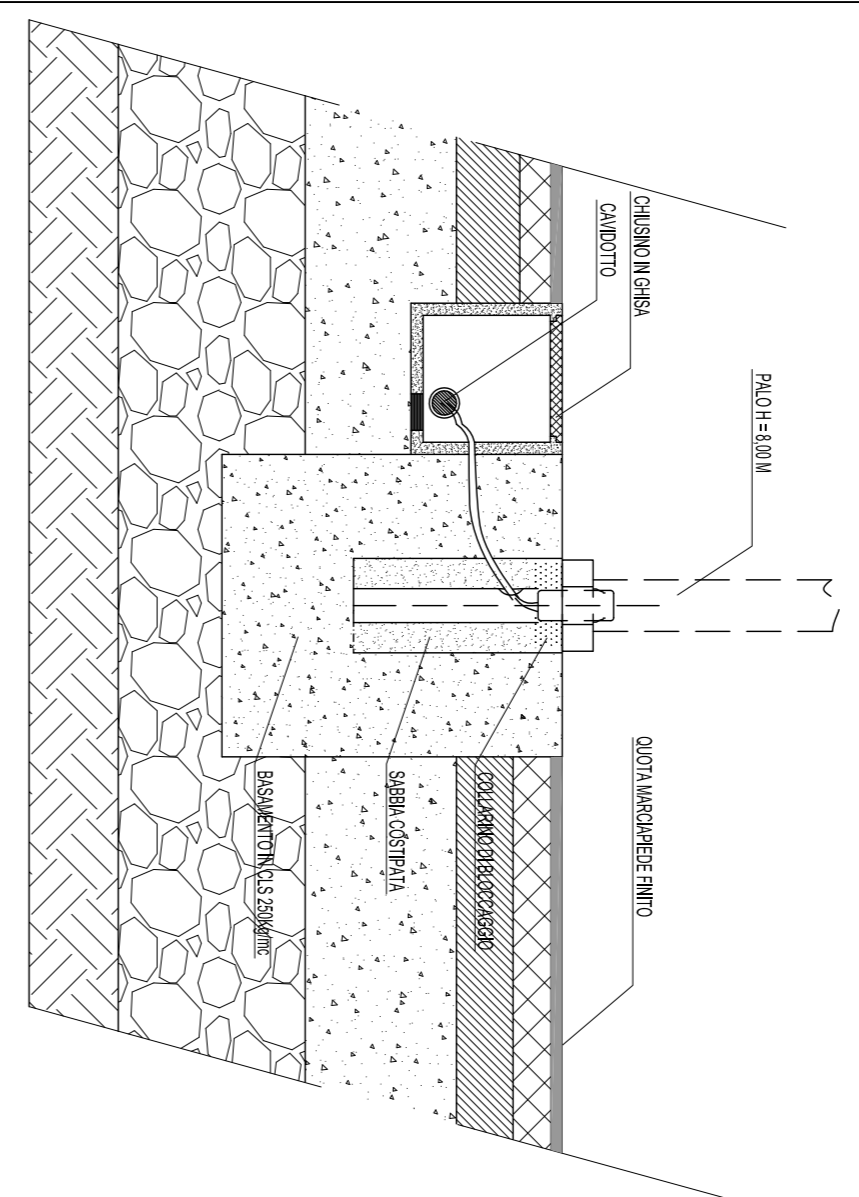 CHIUSINO IN GHISA
CAVIDOTTO
PALO H = 8,00 M
QUOTA MARCIAPIEDE FINITO
COLLARINO DI BLOCCAGGIO
SABBIA COSTIPATA
BASAMENTO IN CLS 250Kg/mc